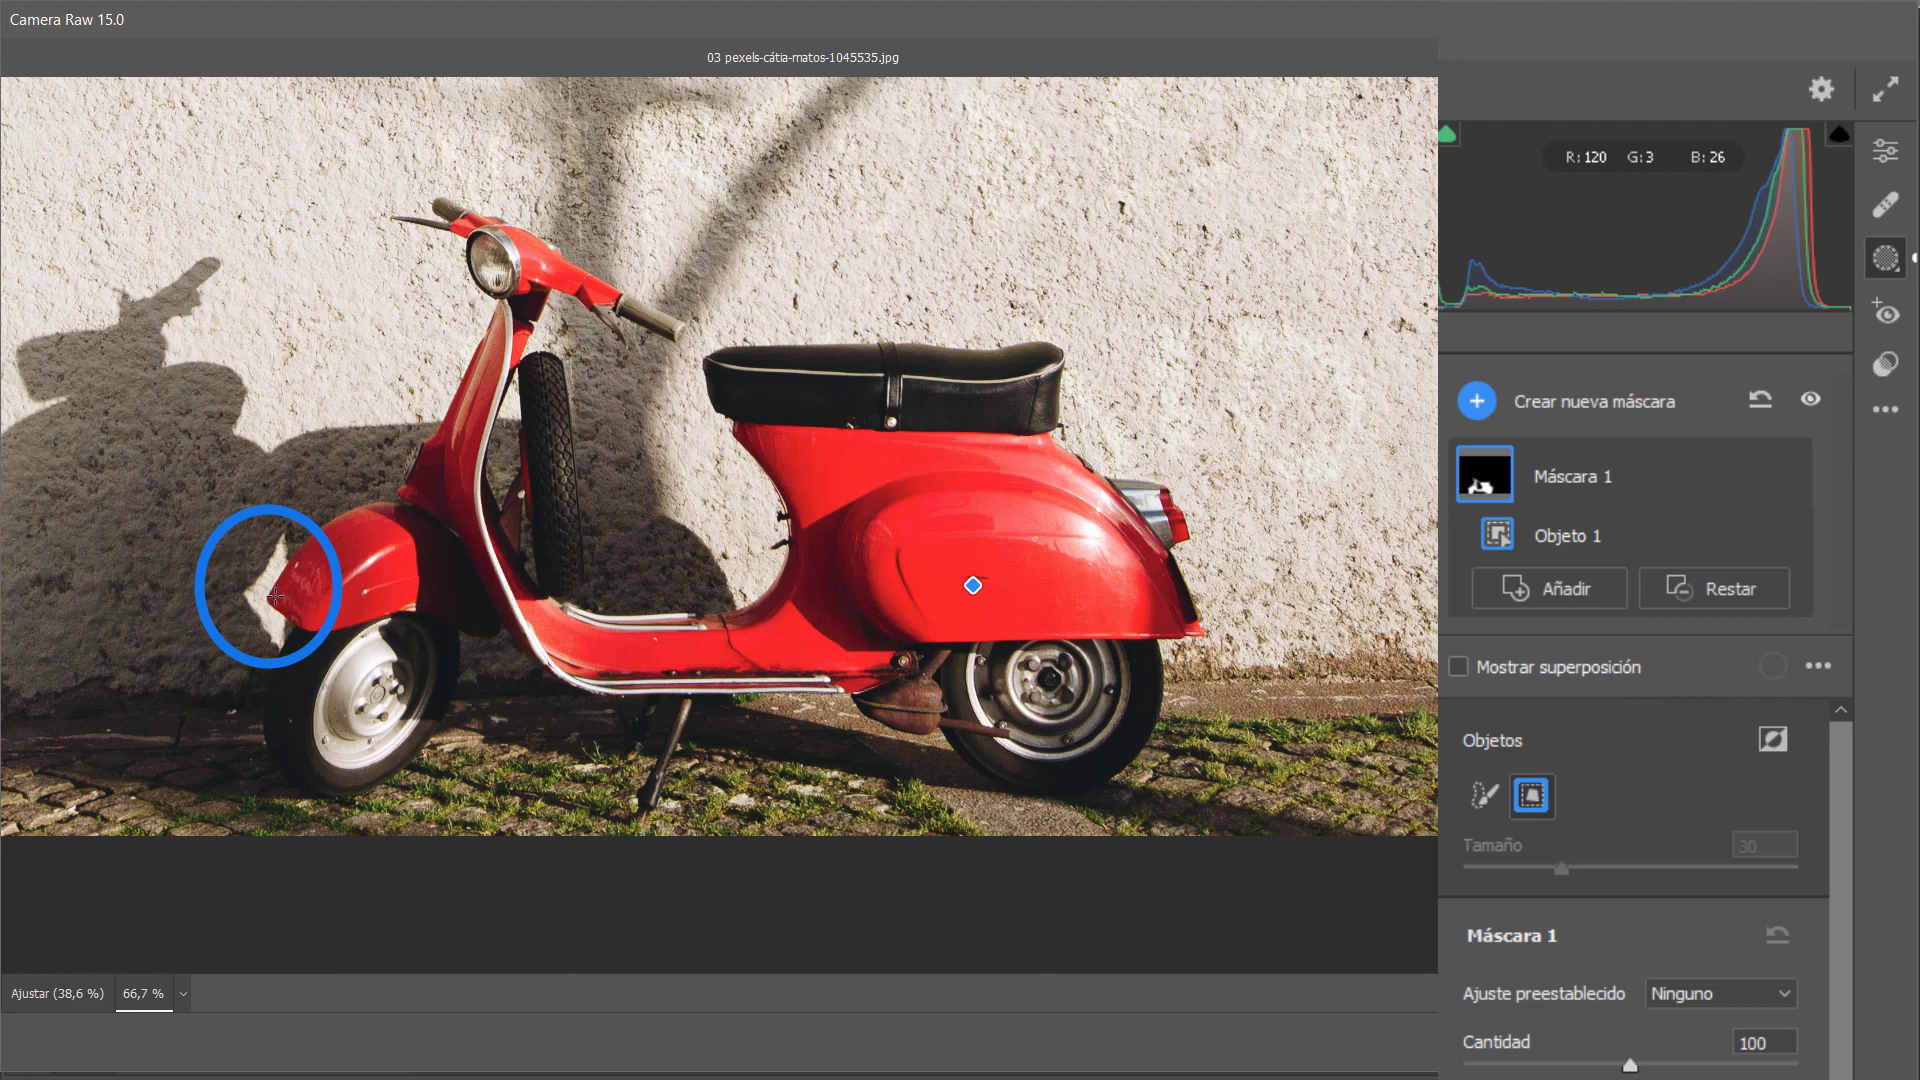 Camera Raw 15.0
03 pexels-cátia-matos-1045535.jpg
R: 120 G: 3 B: 26
Crear nueva máscara
Máscara 1
Objeto 1
Añadir
Restar
Mostrar superposición
Objetos
Tamaño 30
Máscara 1
Ajuste preestablecido Ninguno
Cantidad 100
Ajustar (38,6 %) 66,7 %